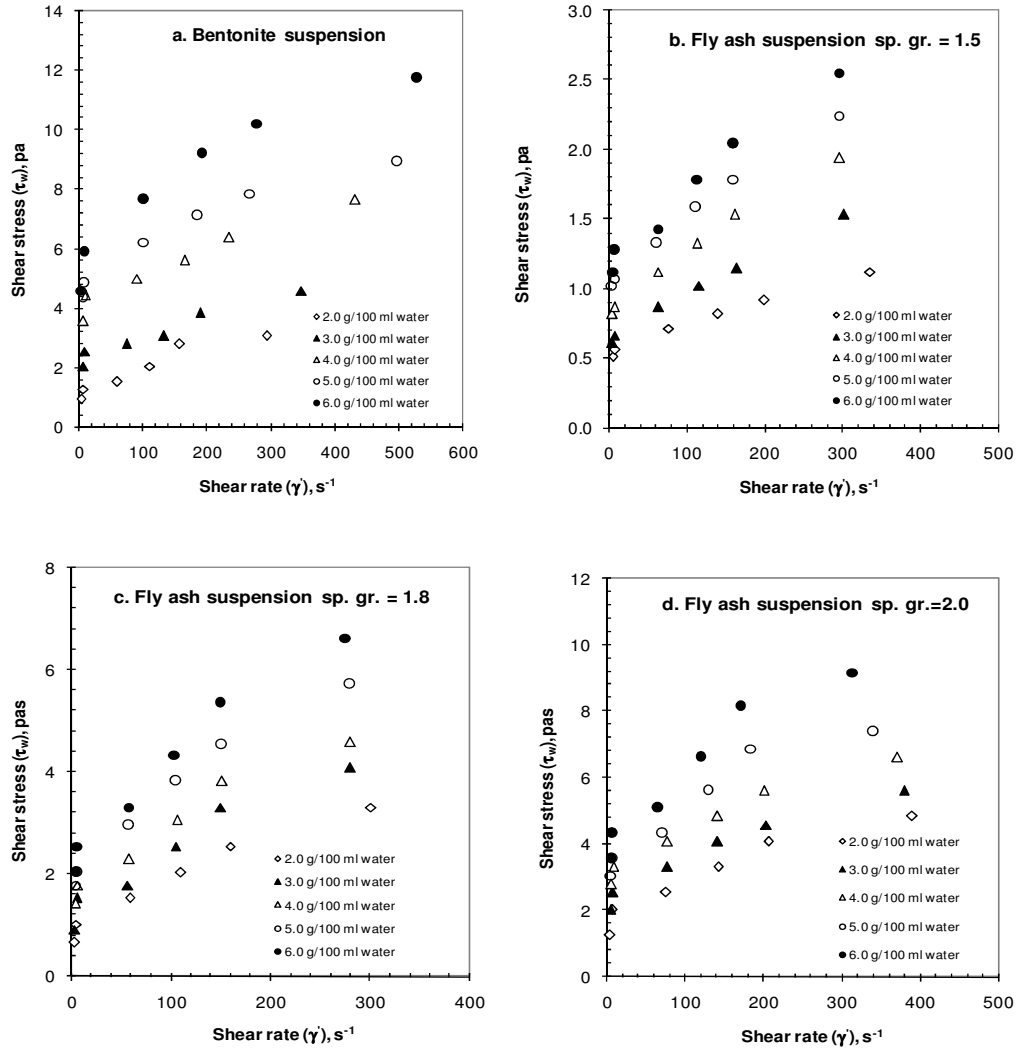 a. Bentonite suspension
Shear stress (τw), pa
14
12
10
8
6
4
2
0
0 100 200 300 400 500 600
Shear rate (γ̇), s-1
2.0 g/100 ml water
3.0 g/100 ml water
4.0 g/100 ml water
5.0 g/100 ml water
6.0 g/100 ml water
b. Fly ash suspension sp. gr. = 1.5
Shear stress (τw), pa
3.0
2.5
2.0
1.5
1.0
0.5
0.0
0 100 200 300 400 500
Shear rate (γ̇), s-1
2.0 g/100 ml water
3.0 g/100 ml water
4.0 g/100 ml water
5.0 g/100 ml water
6.0 g/100 ml water
c. Fly ash suspension sp. gr. = 1.8
Shear stress (τw), pas
8
6
4
2
0
0 100 200 300 400
Shear rate (γ̇), s-1
2.0 g/100 ml water
3.0 g/100 ml water
4.0 g/100 ml water
5.0 g/100 ml water
6.0 g/100 ml water
d. Fly ash suspension sp. gr.=2.0
Shear stress (τw), pas
12
10
8
6
4
2
0
0 100 200 300 400 500
Shear rate (γ̇), s-1
2.0 g/100 ml water
3.0 g/100 ml water
4.0 g/100 ml water
5.0 g/100 ml water
6.0 g/100 ml water